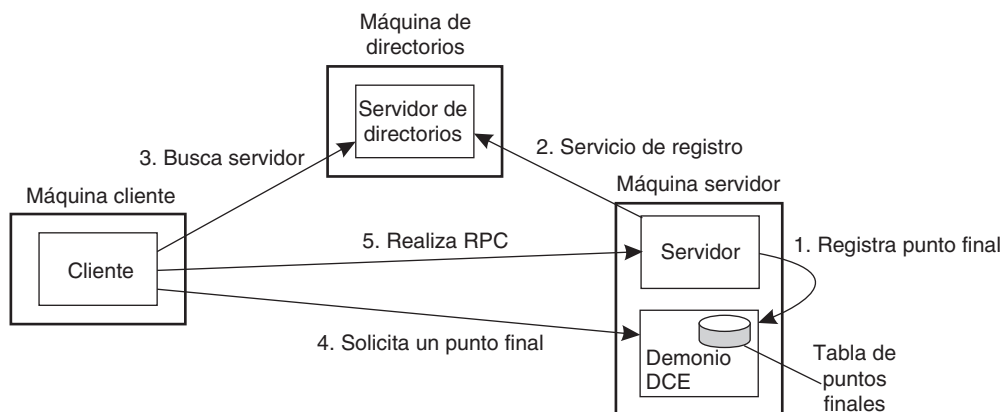 Máquina de
directorios
Servidor de
directorios
3. Busca servidor
2. Servicio de registro
Máquina cliente
Máquina servidor
Cliente
5. Realiza RPC
Servidor
1. Registra punto final
4. Solicita un punto final
Demonio
DCE
Tabla de
puntos
finales